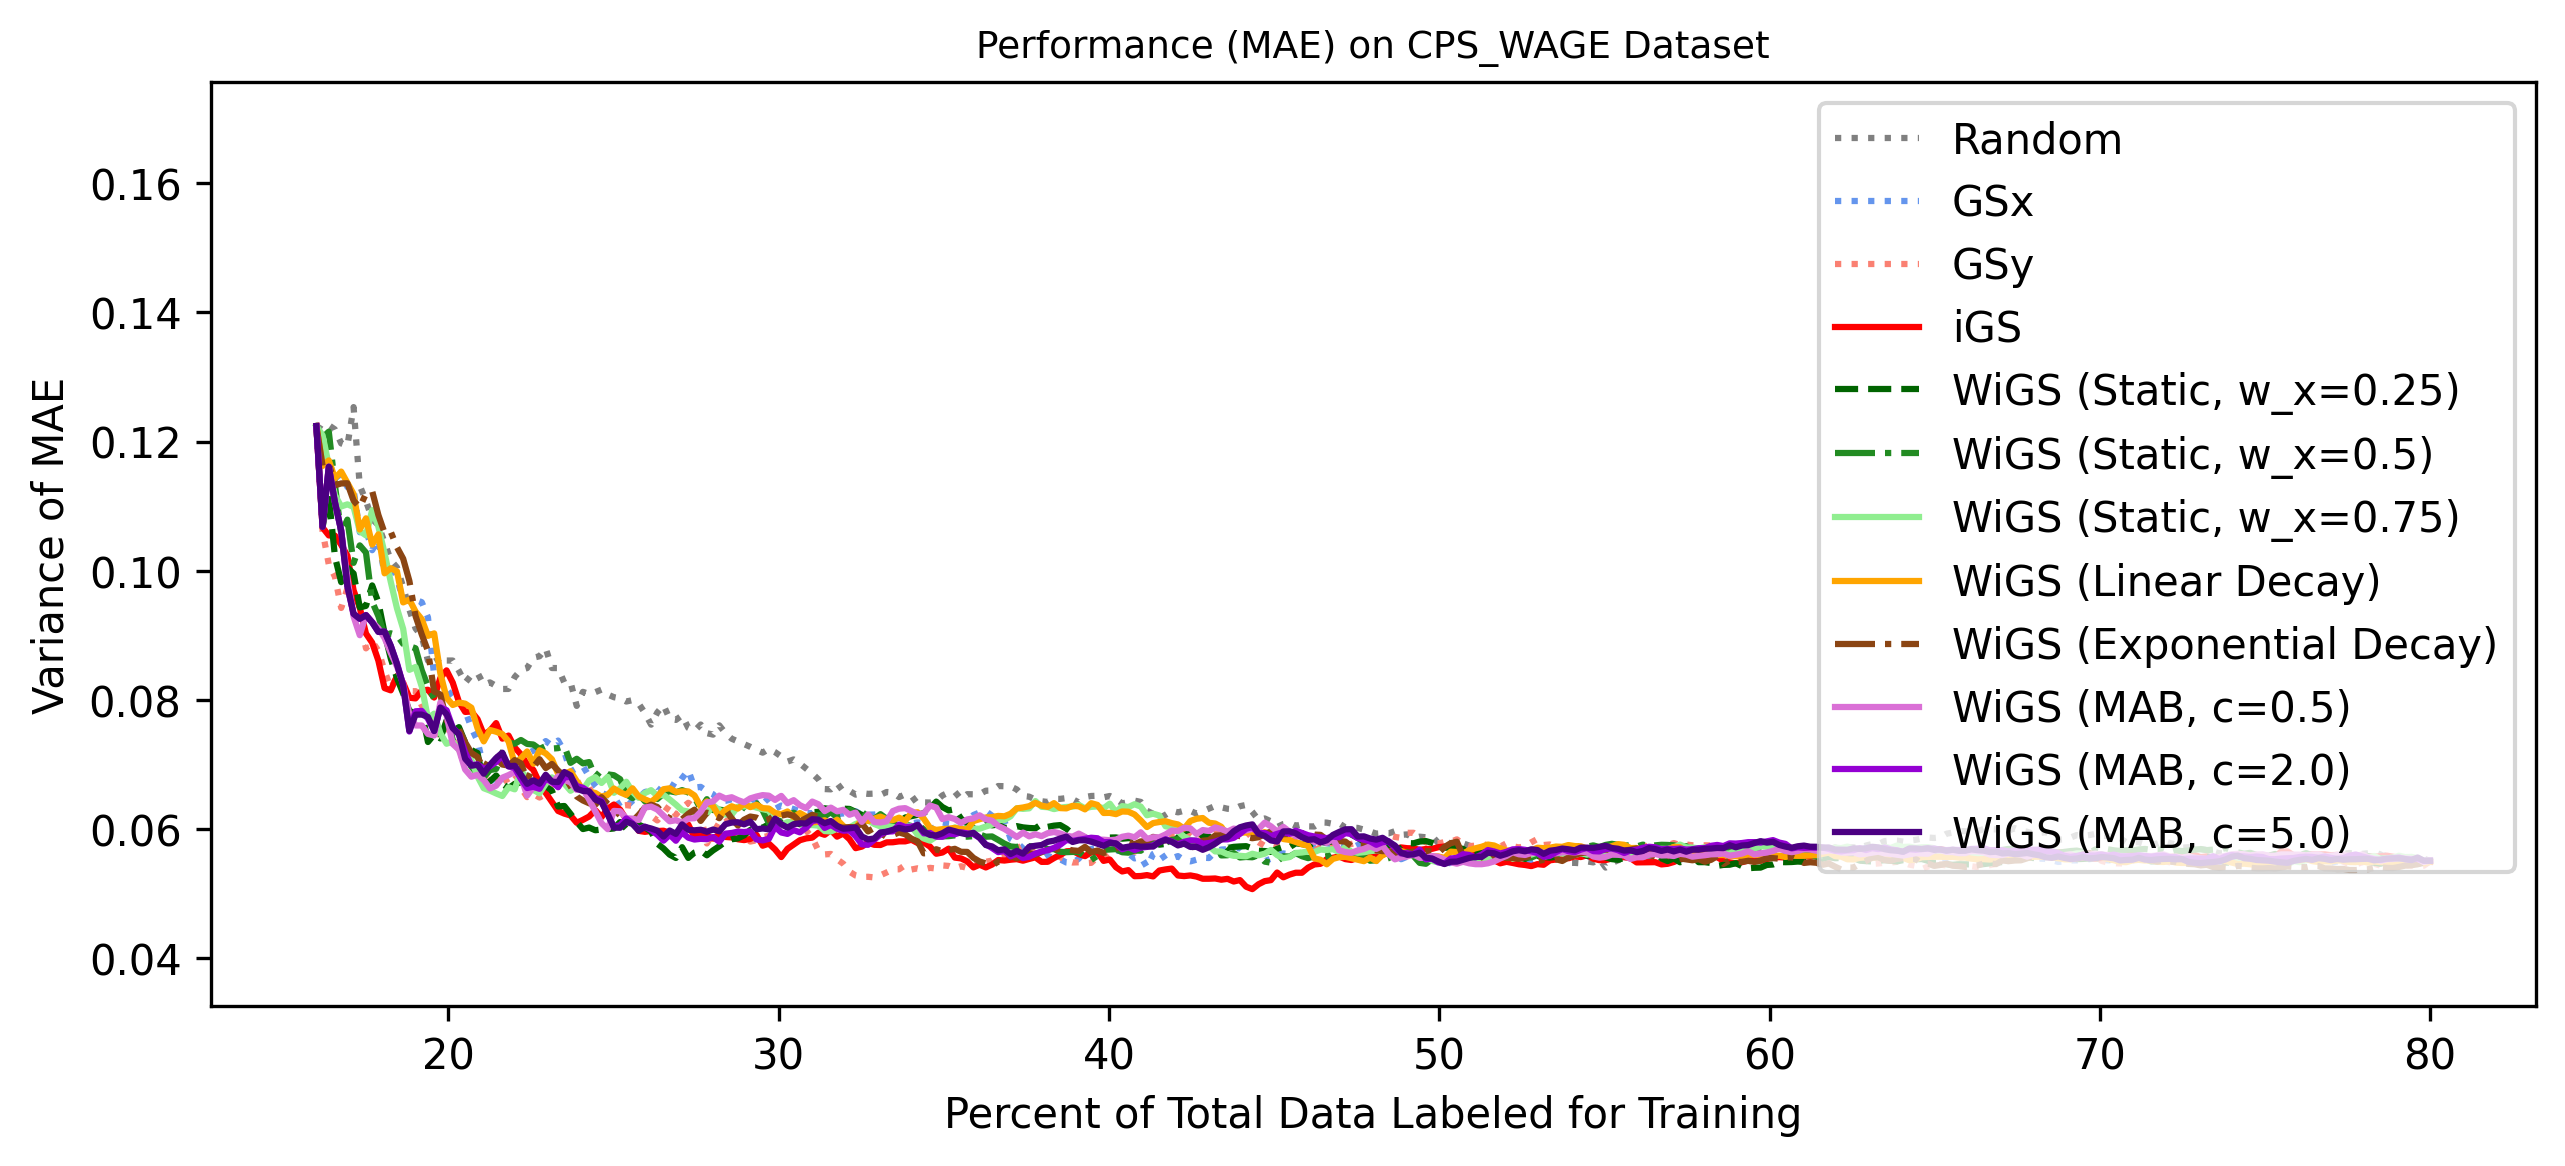 Performance (MAE) on CPS_WAGE Dataset
Variance of MAE
0.16
0.14
0.12
0.10
0.08
0.06
0.04
Random
GSx
GSy
iGS
WiGS (Static, w_x=0.25)
WiGS (Static, w_x=0.5)
WiGS (Static, w_x=0.75)
WiGS (Linear Decay)
WiGS (Exponential Decay)
WiGS (MAB, c=0.5)
WiGS (MAB, c=2.0)
WiGS (MAB, c=5.0)
20 30 40 50 60 70 80
Percent of Total Data Labeled for Training